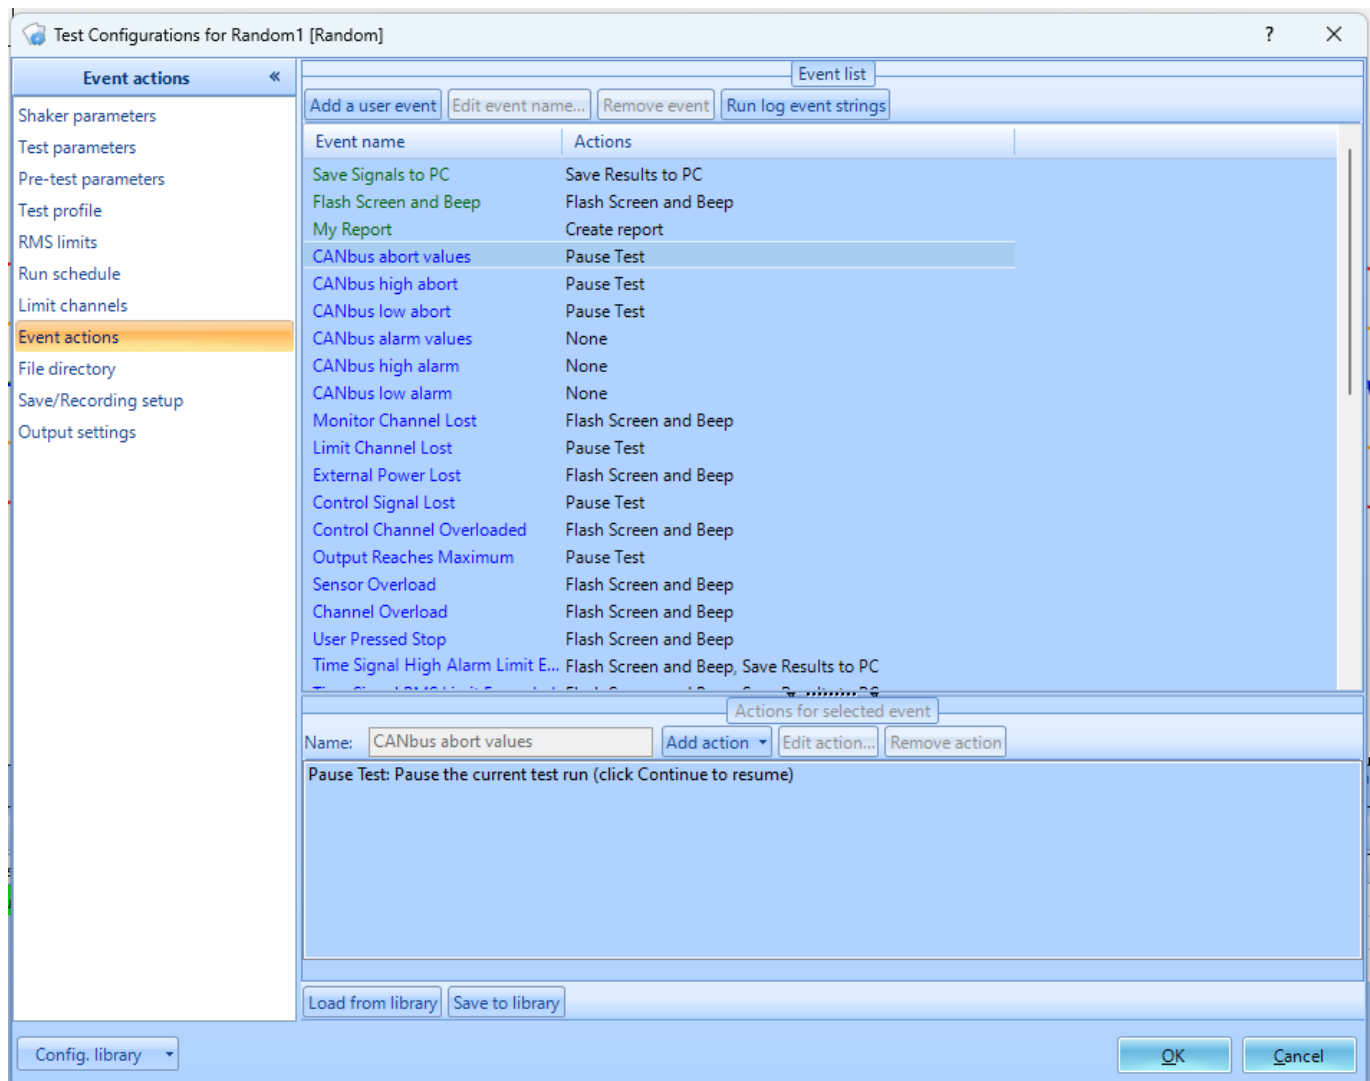 Test Configurations for Random1 [Random]
?
Event actions
«
Shaker parameters
Test parameters
Pre-test parameters
Test profile
RMS limits
Run schedule
Limit channels
Event actions
File directory
Save/Recording setup
Output settings
Event list
Add a user event Edit event name... Remove event Run log event strings
Event name Actions
Save Signals to PC Save Results to PC
Flash Screen and Beep Flash Screen and Beep
My Report Create report
CANbus abort values Pause Test
CANbus high abort Pause Test
CANbus low abort Pause Test
CANbus alarm values None
CANbus high alarm None
CANbus low alarm None
Monitor Channel Lost Flash Screen and Beep
Limit Channel Lost Pause Test
External Power Lost Flash Screen and Beep
Control Signal Lost Pause Test
Control Channel Overloaded Flash Screen and Beep
Output Reaches Maximum Pause Test
Sensor Overload Flash Screen and Beep
Channel Overload Flash Screen and Beep
User Pressed Stop Flash Screen and Beep
Time Signal High Alarm Limit E... Flash Screen and Beep, Save Results to PC
Actions for selected event
Name: CANbus abort values Add action Edit action... Remove action
Pause Test: Pause the current test run (click Continue to resume)
Load from library Save to library
Config. library
OK Cancel